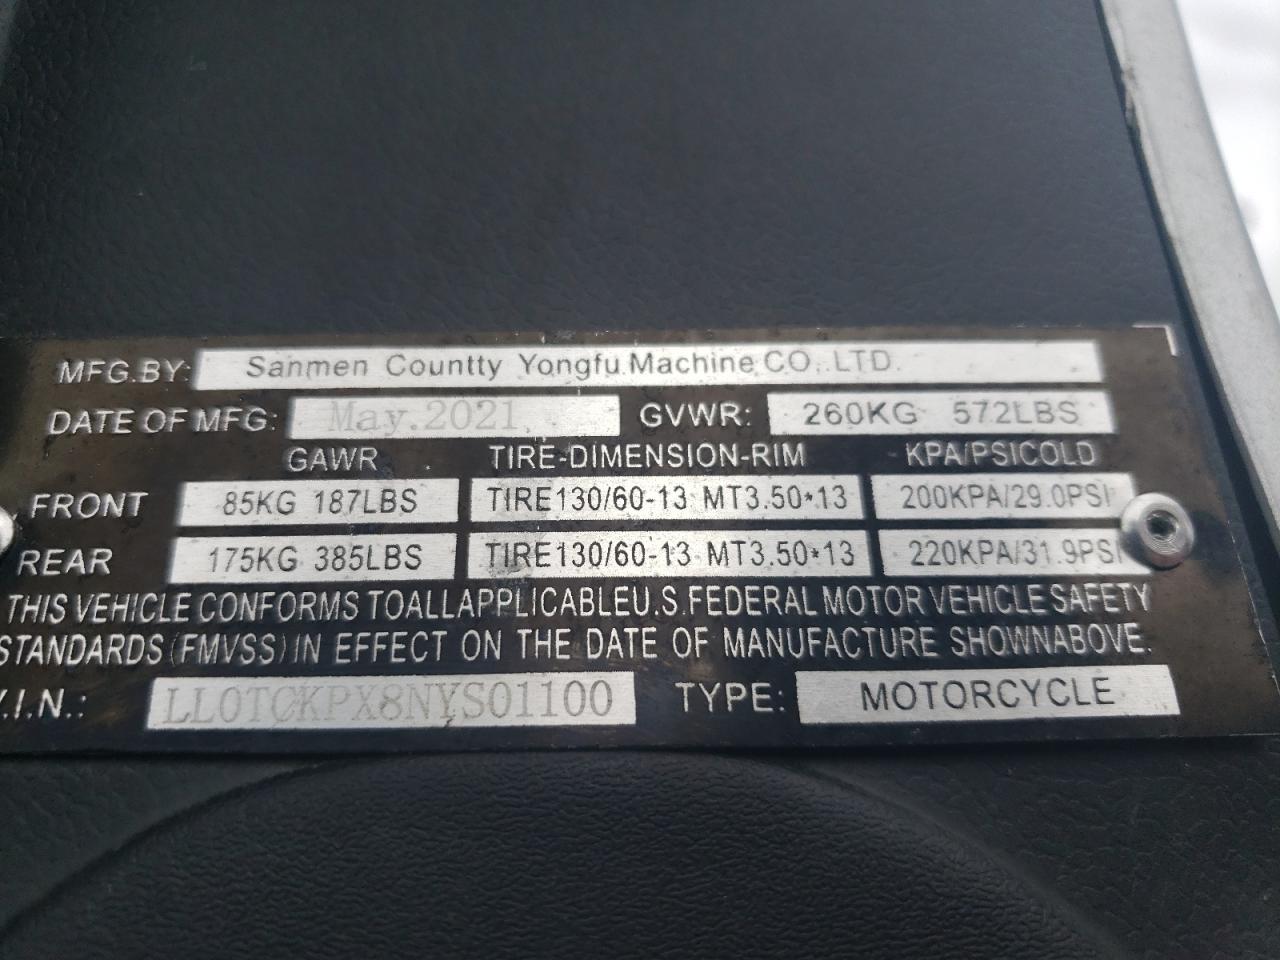 MFG.BY: Sanmen Countty Yongfu.Machine.CO,.LTD.
DATE OF MFG: May.2021 GVWR: 260KG 572LBS
GAWR TIRE-DIMENSION-RIM KPA/PSICOLD
FRONT 85KG 187LBS TIRE130/60-13 MT3.50*13 200KPA/29.0PSI
REAR 175KG 385LBS TIRE130/60-13 MT3.50*13 220KPA/31.9PSI
THIS VEHICLE CONFORMS TOALLAPPLICABLEU.S.FEDERAL MOTOR VEHICLE SAFETY
STANDARDS (FMVSS) IN EFFECT ON THE DATE OF MANUFACTURE SHOWNABOVE.
V.I.N.: LL0TCKPX8NYS01100 TYPE: MOTORCYCLE